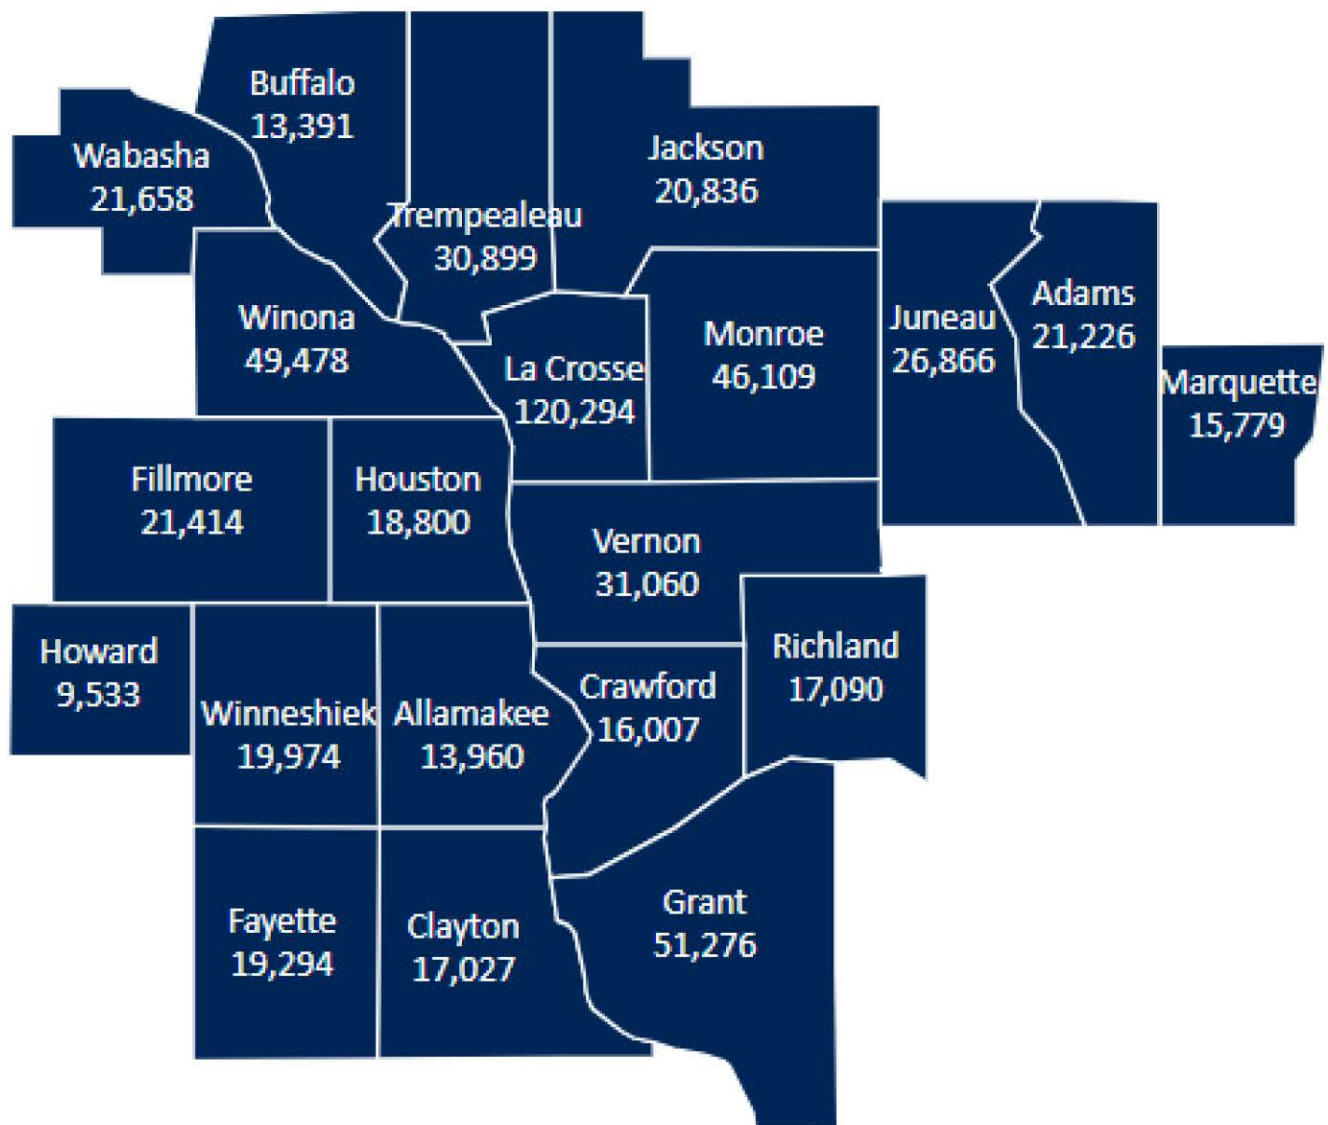 Buffalo
13,391
Wabasha
21,658
Trempealeau
30,899
Jackson
20,836
Winona
49,478
La Crosse
120,294
Monroe
46,109
Juneau
26,866
Adams
21,226
Marquette
15,779
Fillmore
21,414
Houston
18,800
Vernon
31,060
Howard
9,533
Winneshiek
19,974
Allamakee
13,960
Crawford
16,007
Richland
17,090
Fayette
19,294
Clayton
17,027
Grant
51,276